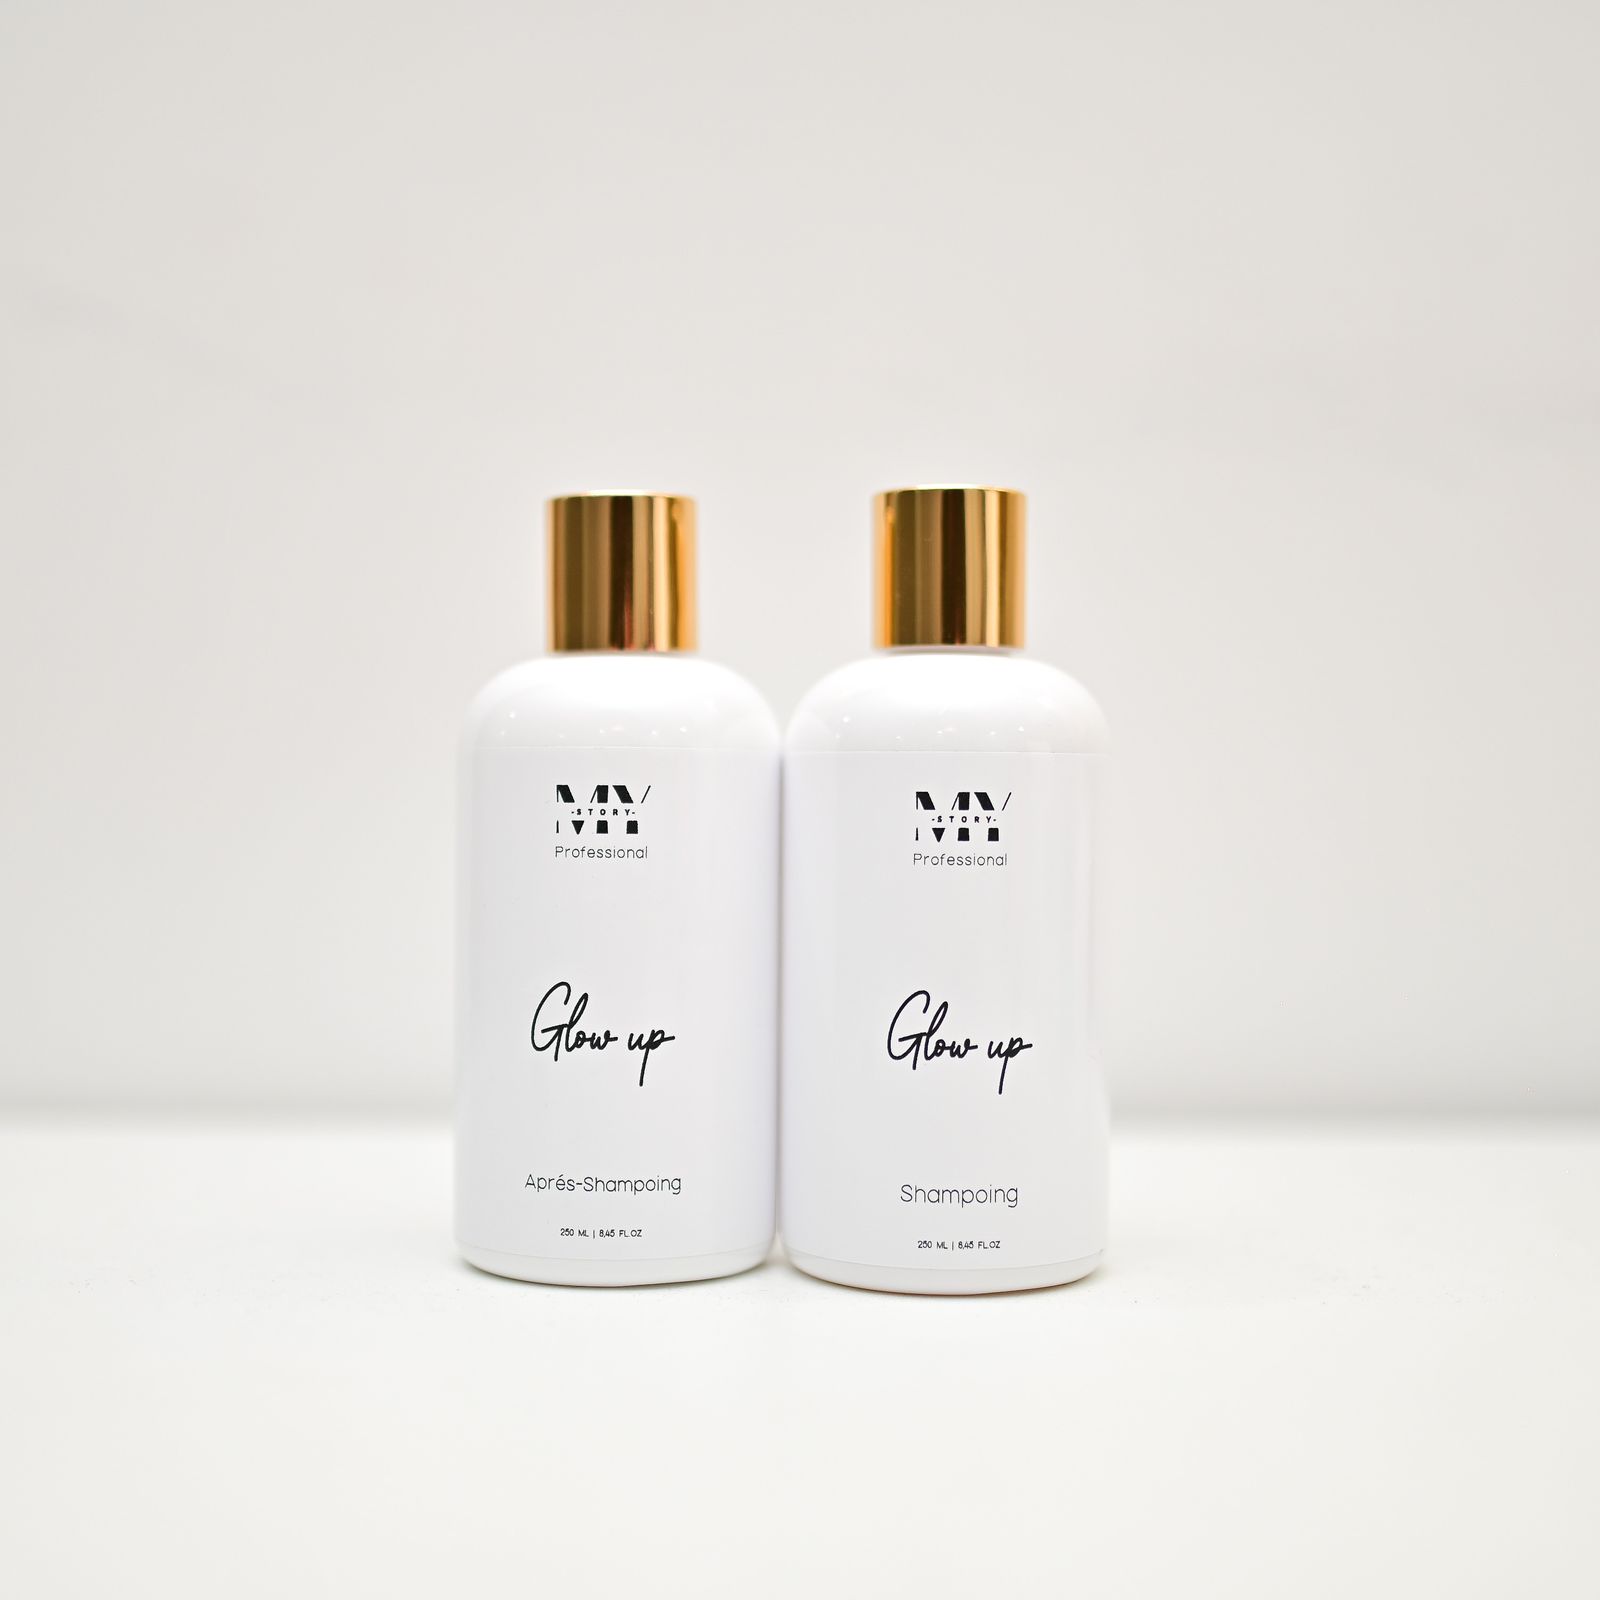 MY
-STORY-
Professional
Glow up
Aprés-Shampoing
250 ML | 8,45 FL.OZ
MY
-STORY-
Professional
Glow up
Shampoing
250 ML | 8,45 FL.OZ